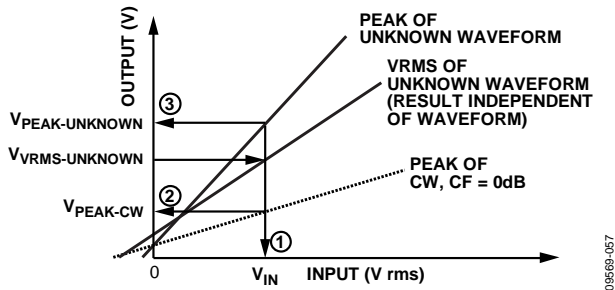 PEAK OF
UNKNOWN WAVEFORM
VRMS OF
UNKNOWN WAVEFORM
(RESULT INDEPENDENT
OF WAVEFORM)
PEAK OF
CW, CF = 0dB
OUTPUT (V)
3
VPEAK-UNKNOWN
VVRMS-UNKNOWN
2
VPEAK-CW
1
0
VIN
INPUT (V rms)
09569-057